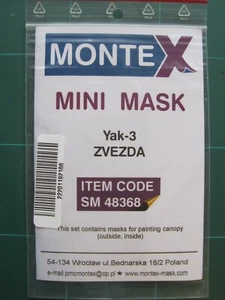 MONTEX
MINI MASK
Yak-3
ZVEZDA
ITEM CODE
SM 48368
This set contains masks for painting canopy
(outside, inside)
54-134 Wrocław ul.Bednarska 18/2 Poland
e-mail:pmcmontex@op.pl ★ www.montex-mask.com